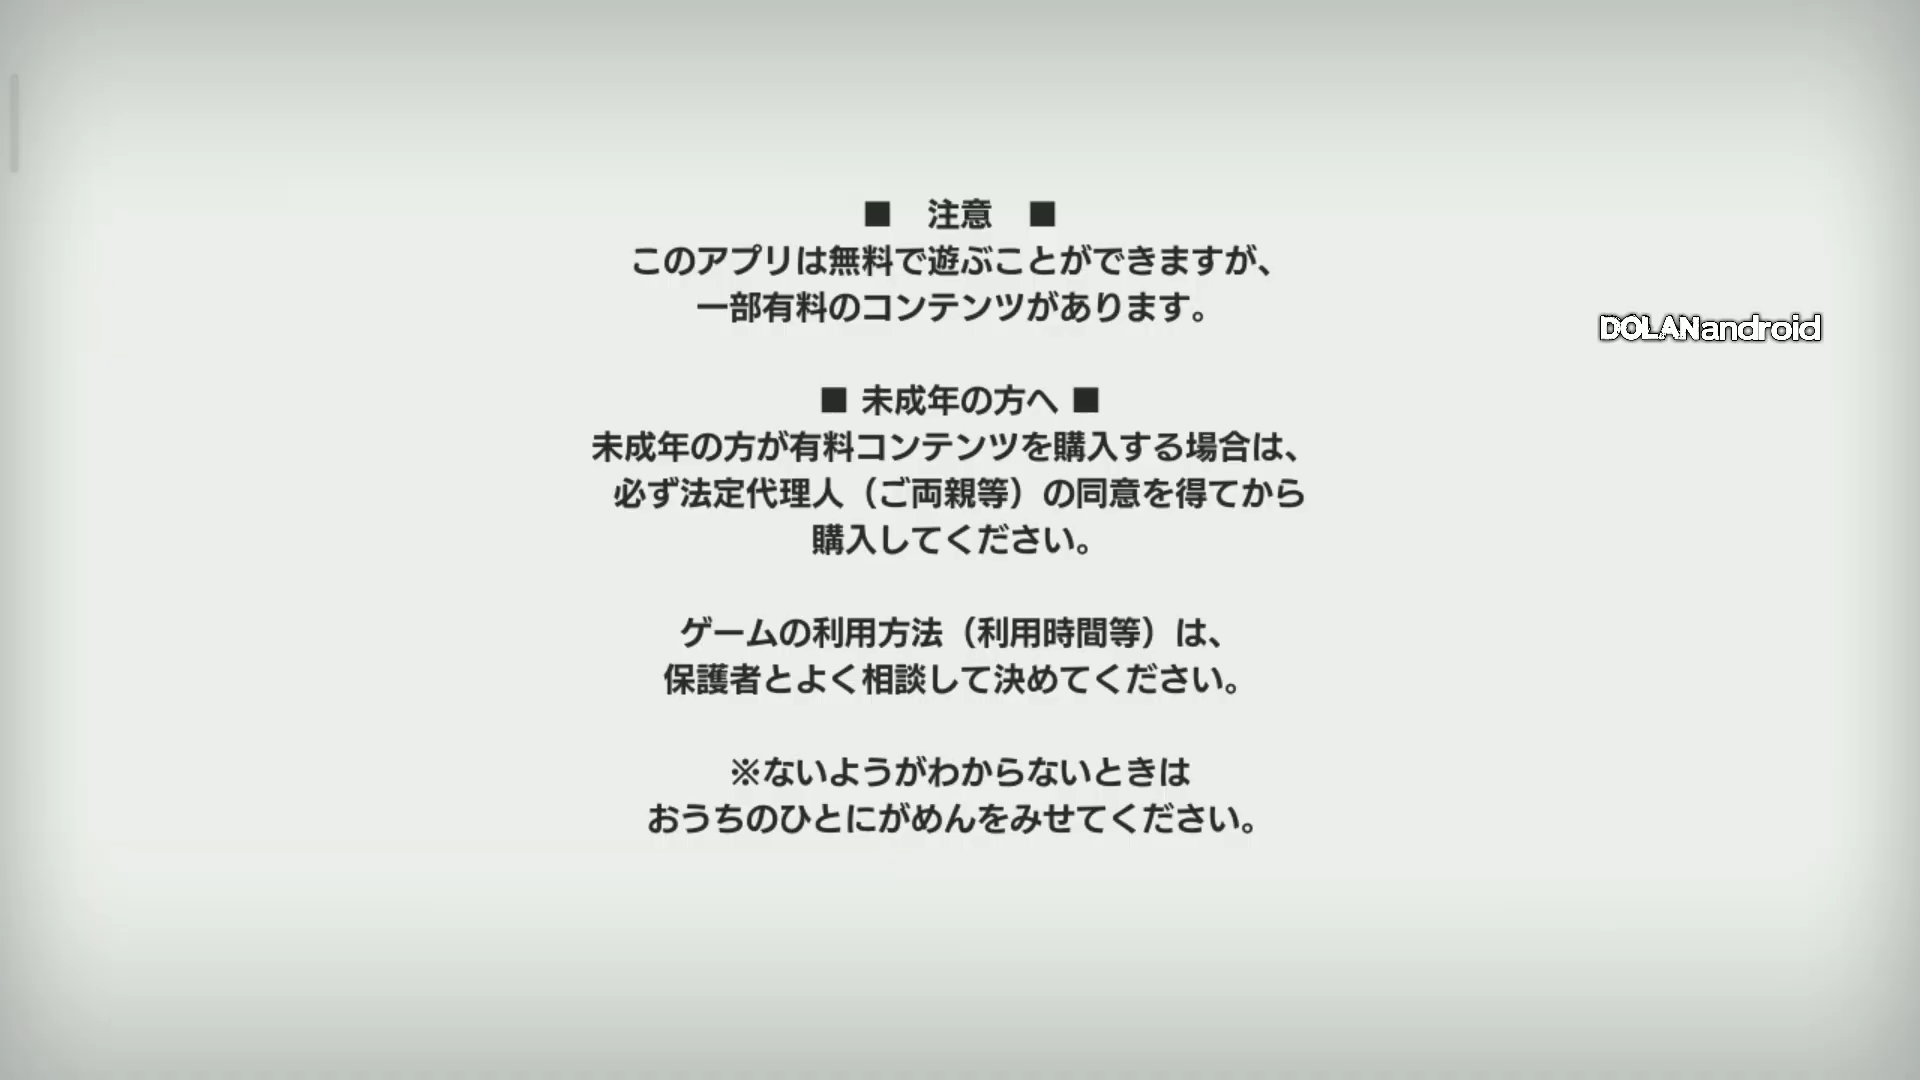 ■　注意　■
このアプリは無料で遊ぶことができますが、
一部有料のコンテンツがあります。
DOLANandroid
■ 未成年の方へ ■
未成年の方が有料コンテンツを購入する場合は、
必ず法定代理人（ご両親等）の同意を得てから
購入してください。
ゲームの利用方法（利用時間等）は、
保護者とよく相談して決めてください。
※ないようがわからないときは
おうちのひとにがめんをみせてください。